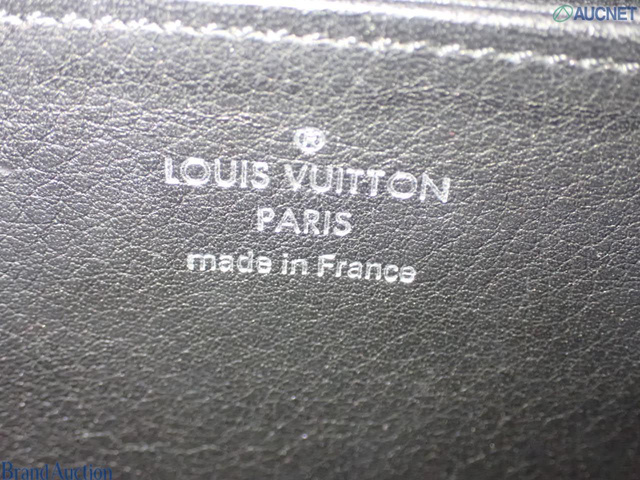 AUCNET
®
LOUIS VUITTON
PARIS
made in France
Brand Auction